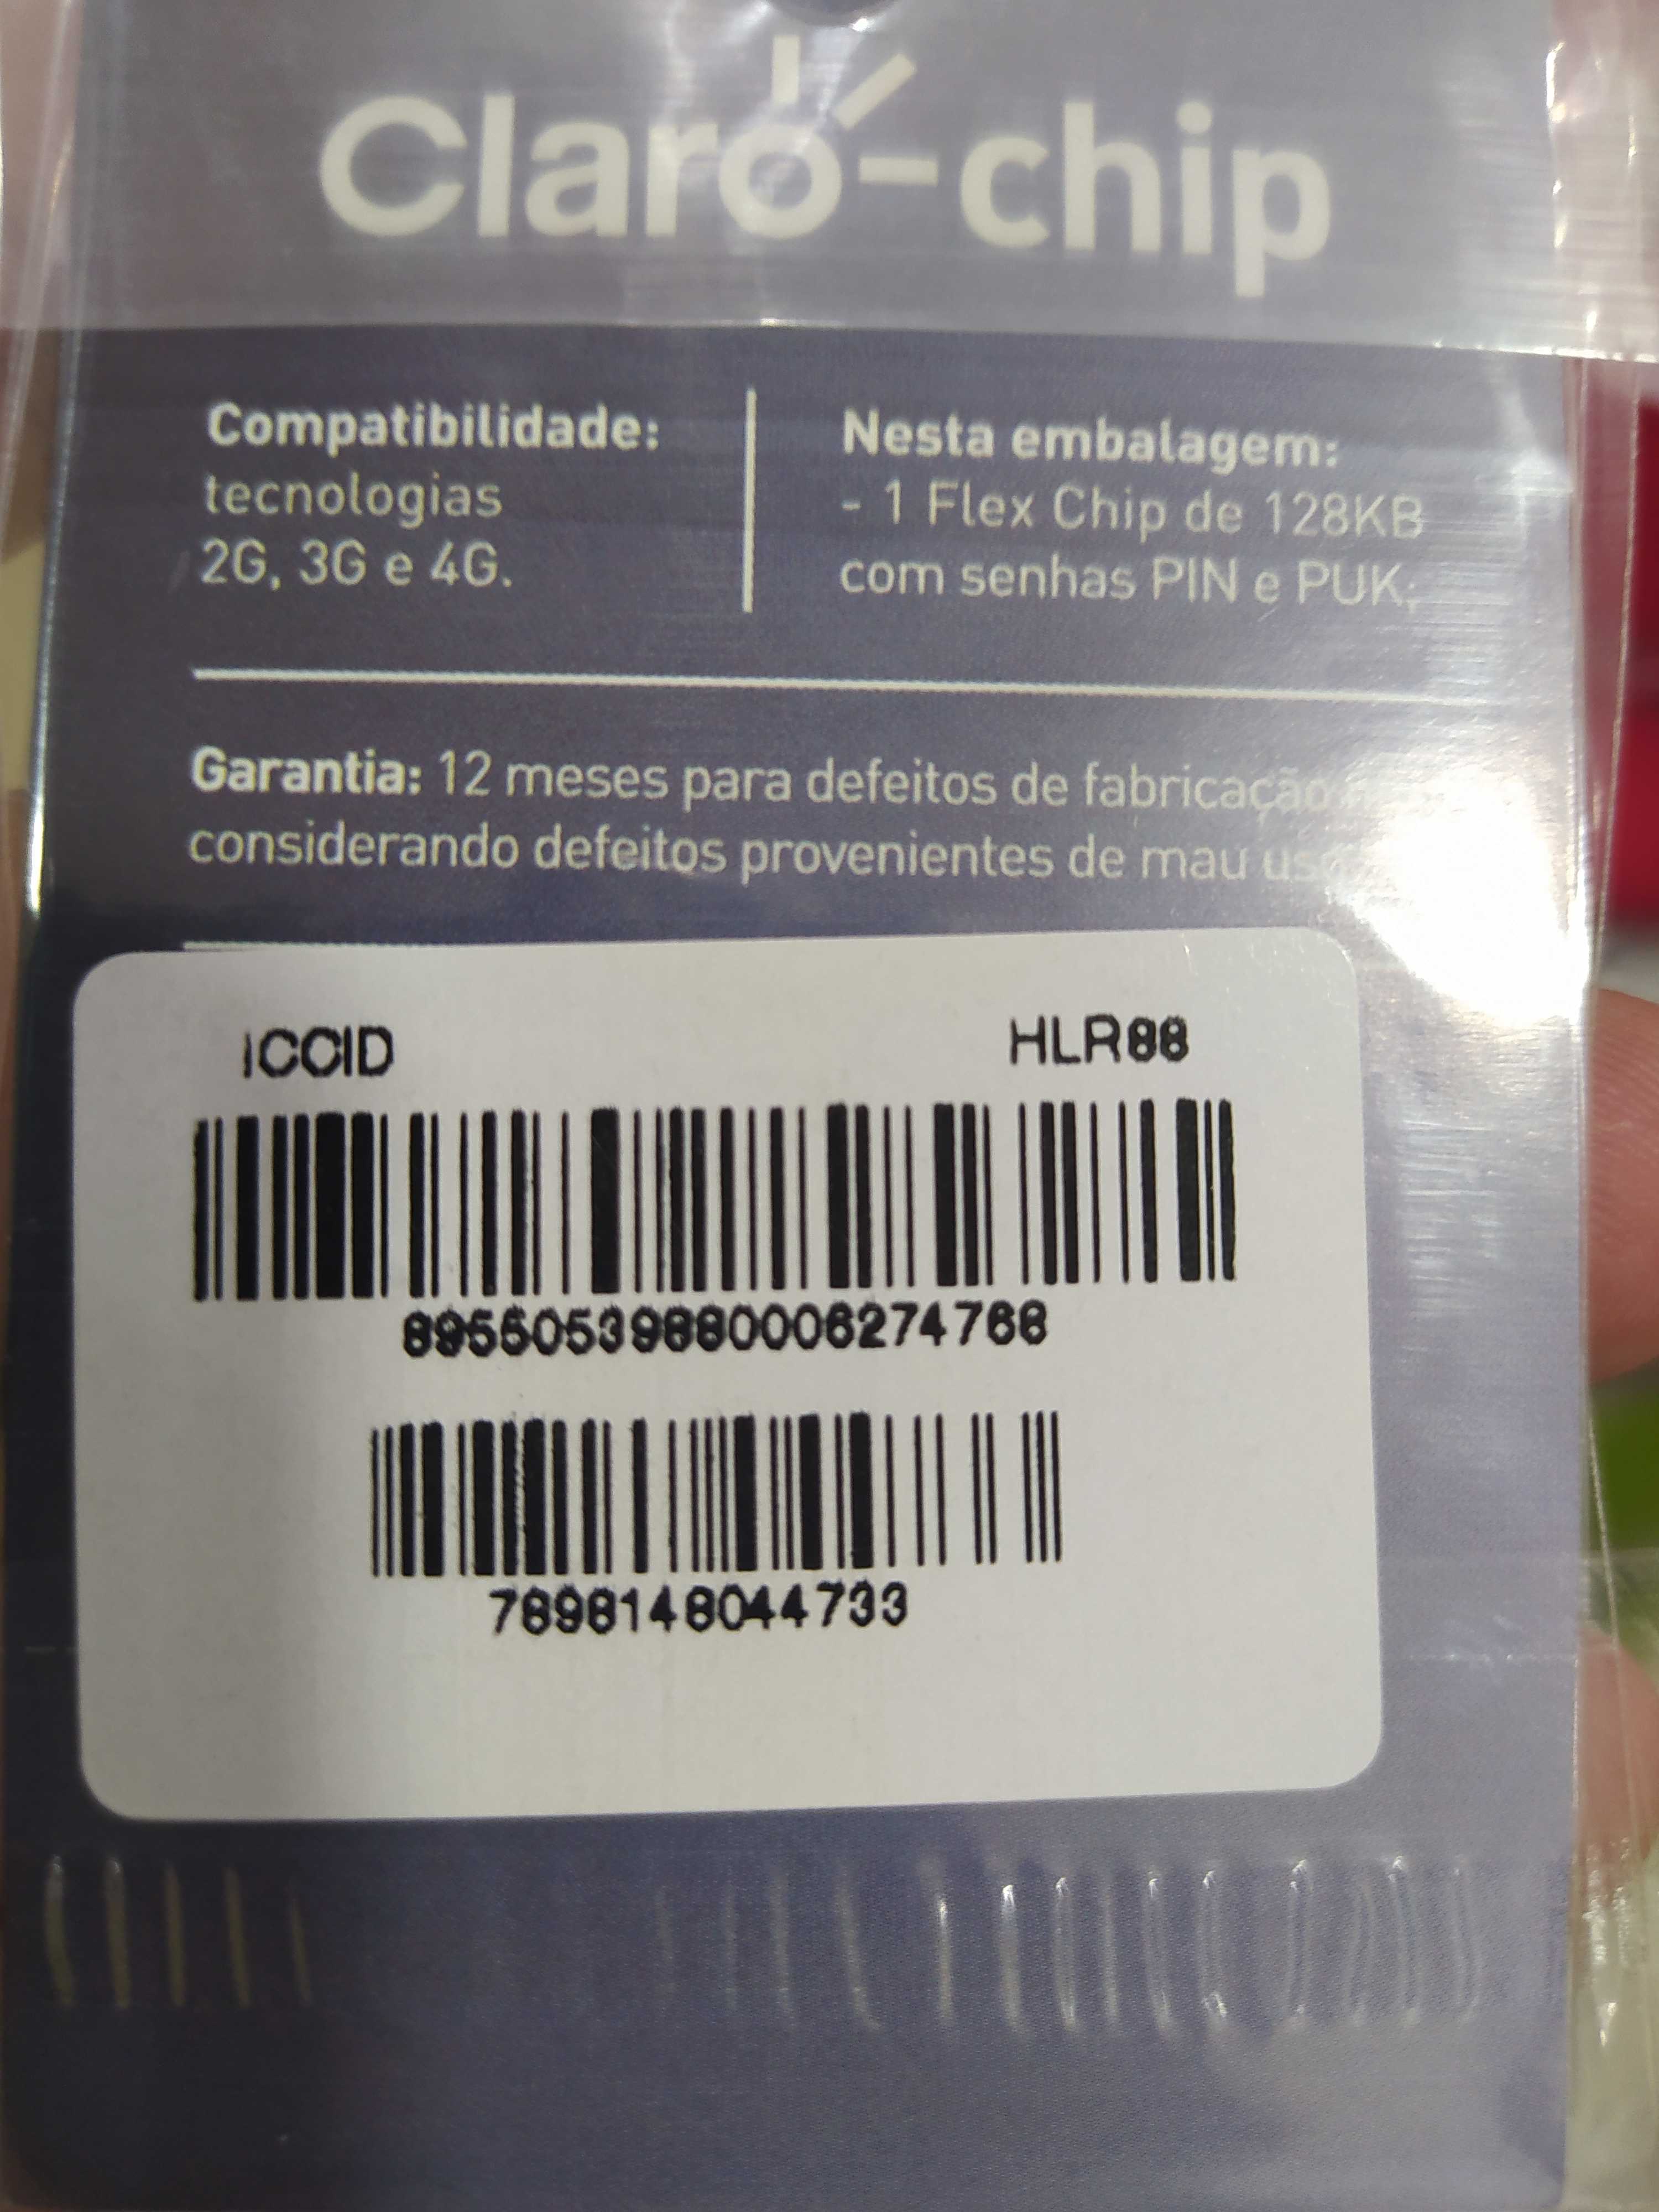 Claro-chip
Compatibilidade:
tecnologias
2G, 3G e 4G.
Nesta embalagem:
- 1 Flex Chip de 128KB
com senhas PIN e PUK;
Garantia: 12 meses para defeitos de fabricação
considerando defeitos provenientes de mau uso
ICCID
HLR88
89550539880006274768
7898148044733